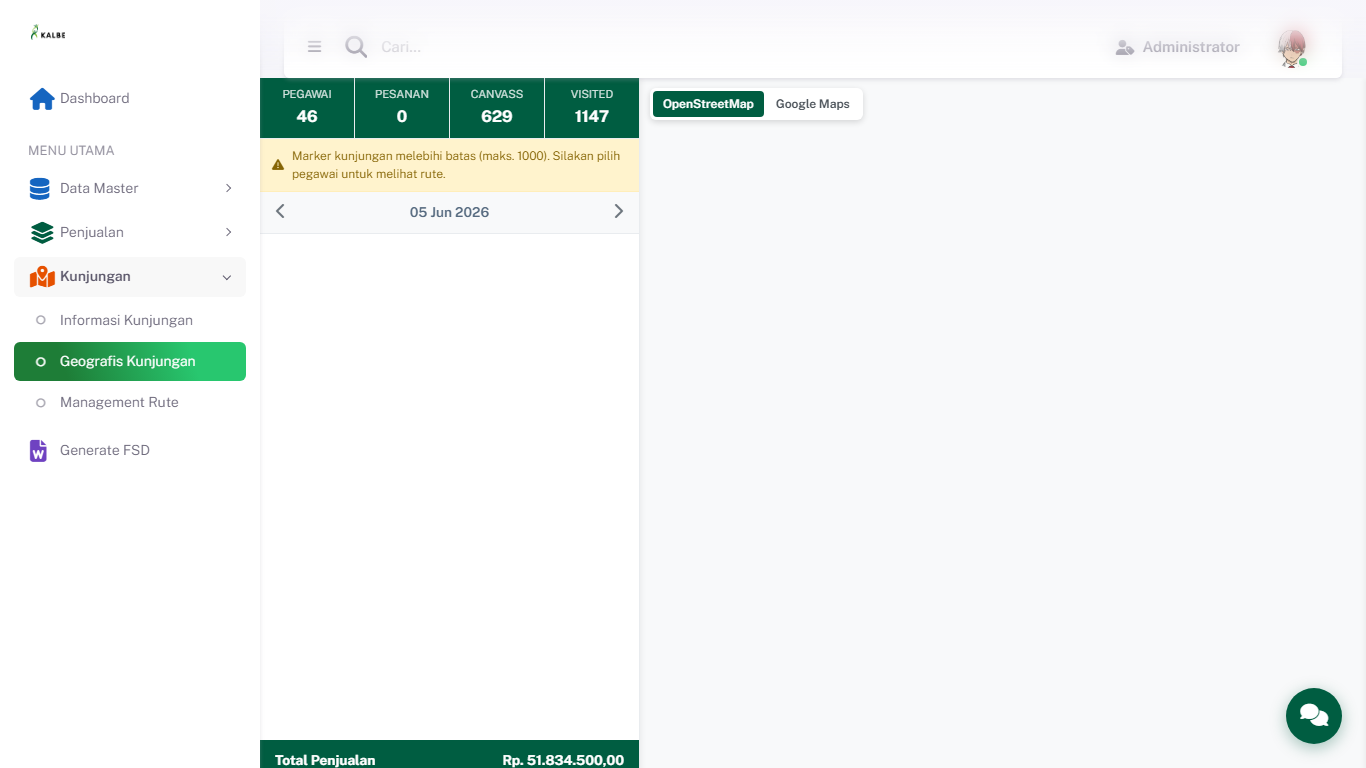 KALBE
Cari...
Administrator
Dashboard
MENU UTAMA
Data Master
Penjualan
Kunjungan
Informasi Kunjungan
Geografis Kunjungan
Management Rute
Generate FSD
PEGAWAI PESANAN CANVASS VISITED
46 0 629 1147
Marker kunjungan melebihi batas (maks. 1000). Silakan pilih
pegawai untuk melihat rute.
05 Jun 2026
Total Penjualan Rp. 51.834.500,00
OpenStreetMap Google Maps